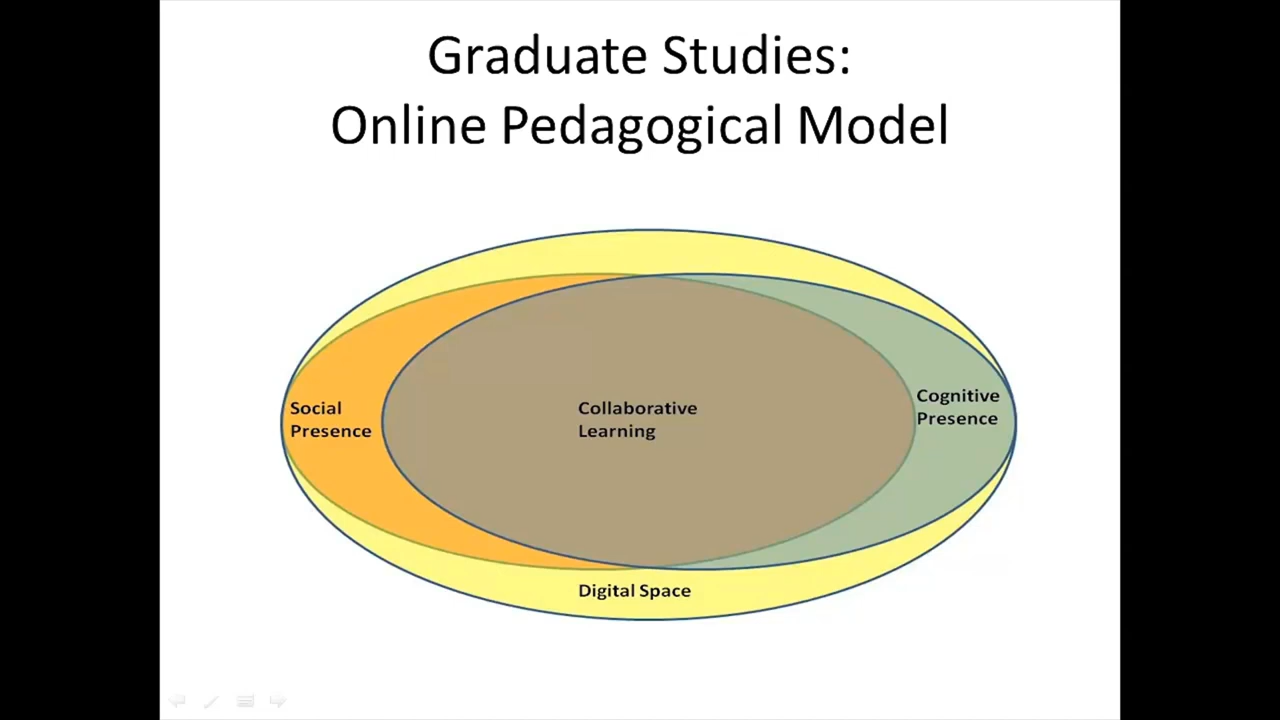 Graduate Studies:
Online Pedagogical Model
Social
Presence
Collaborative
Learning
Cognitive
Presence
Digital Space